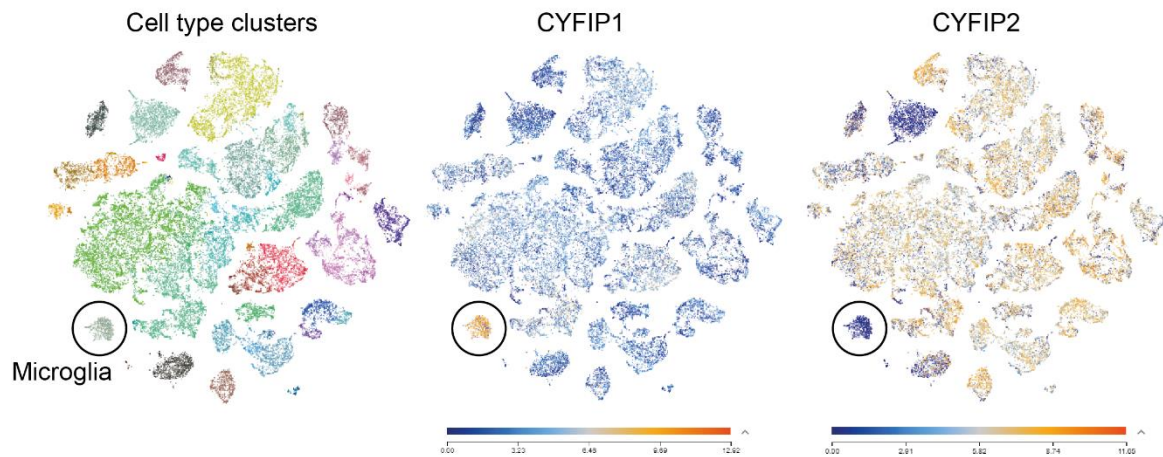 Cell type clusters
CYFIP1
CYFIP2
Microglia
0.00 3.23 6.46 9.69 12.92
0.00 2.91 5.82 8.74 11.65